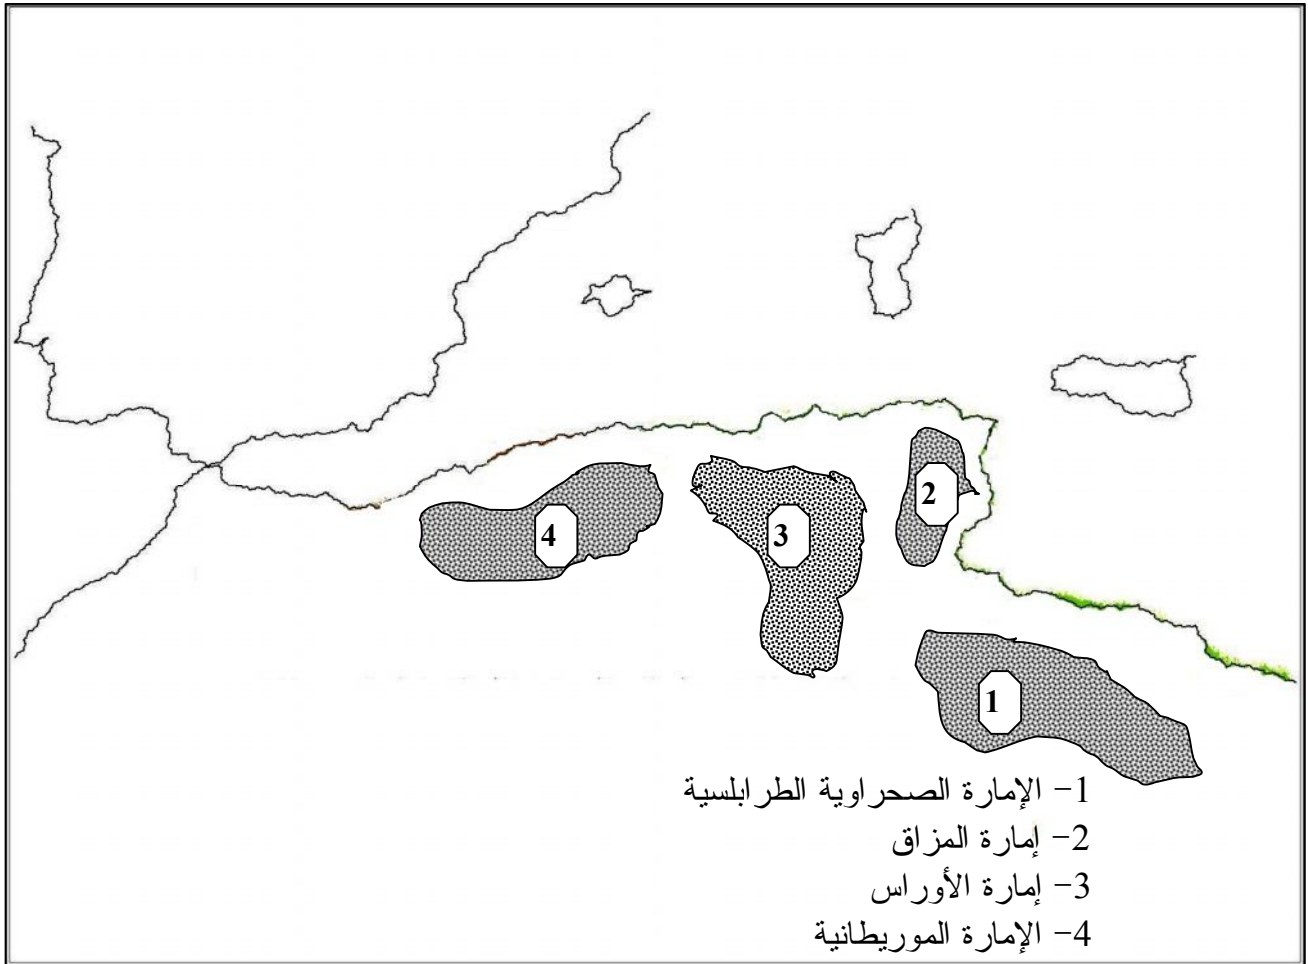 4
3
2
1
1- الإمارة الصحراوية الطرابلسية
2- إمارة المزاق
3- إمارة الأوراس
4- الإمارة الموريطانية